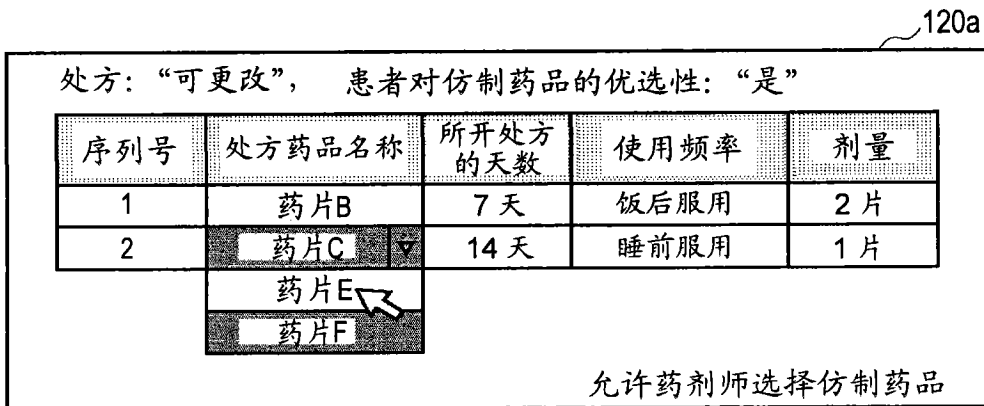 120a
处方：“可更改”， 患者对仿制药品的优选性：“是”
序列号 处方药品名称 所开处方的天数 使用频率 剂量
1 药片B 7天 饭后服用 2片
2 药片C 14天 睡前服用 1片
药片E
药片F
允许药剂师选择仿制药品